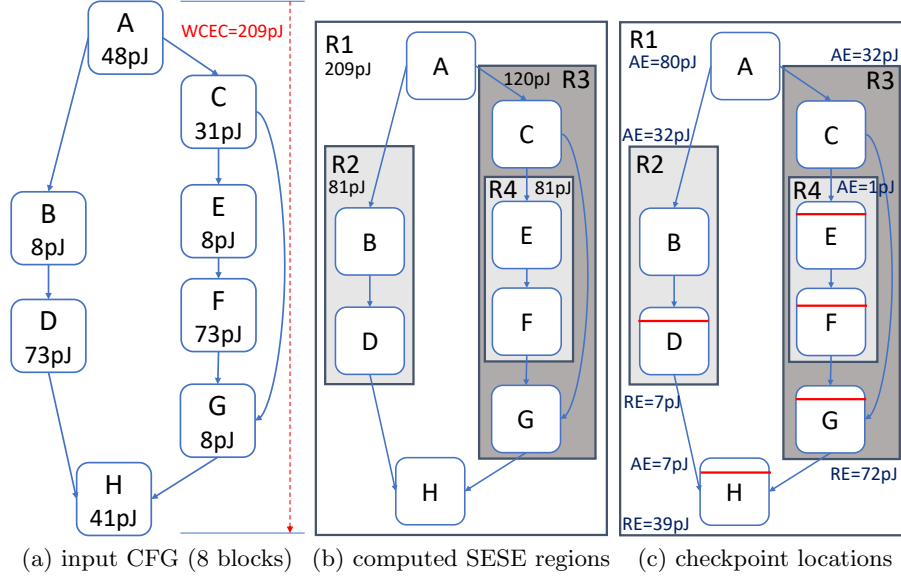 A
48pJ
WCEC=209pJ
C
31pJ
B
8pJ
E
8pJ
D
73pJ
F
73pJ
G
8pJ
H
41pJ
(a) input CFG (8 blocks)
R1
209pJ
A
120pJ
R3
C
R2
81pJ
R4
81pJ
B
E
D
F
G
H
(b) computed SESE regions
R1
AE=80pJ
A
AE=32pJ
R3
C
AE=32pJ
R2
R4
AE=1pJ
B
E
D
F
RE=7pJ
G
AE=7pJ
RE=72pJ
H
RE=39pJ
(c) checkpoint locations